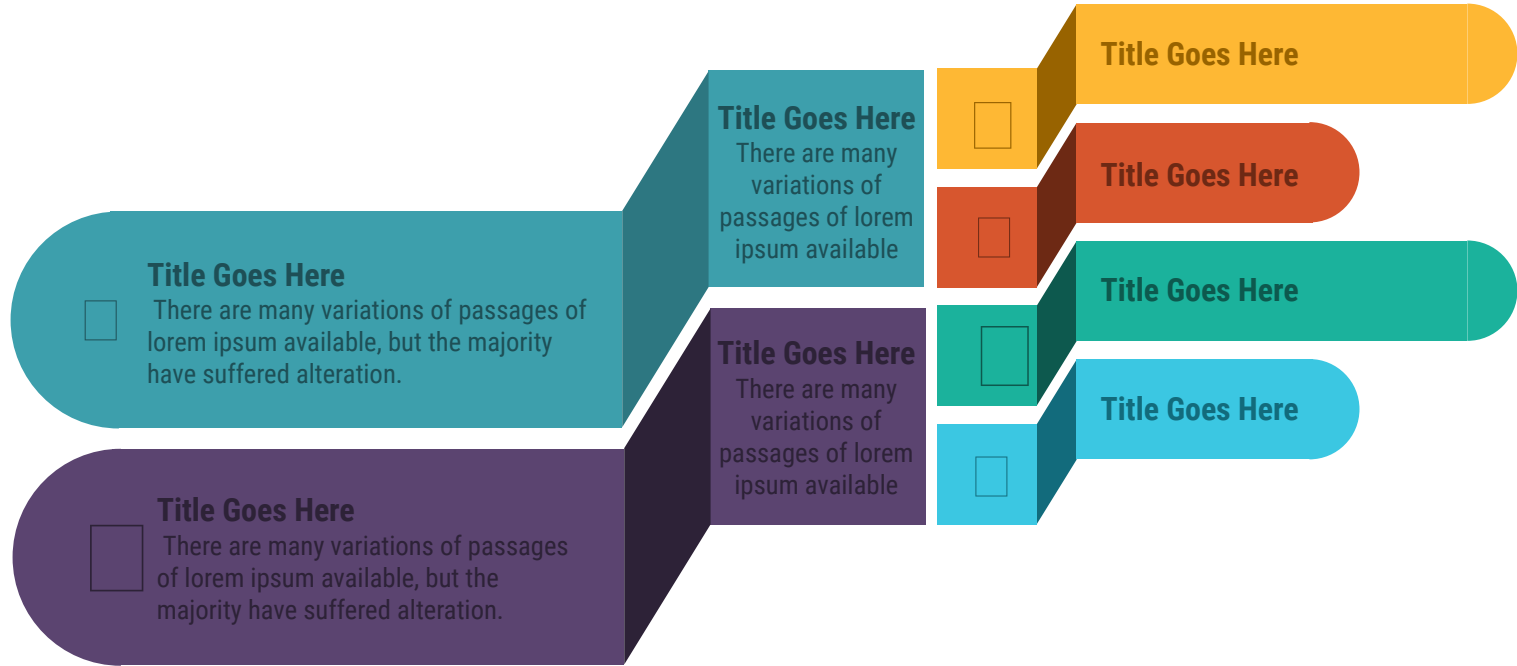 Title Goes Here
There are many variations of passages of
lorem ipsum available, but the majority
have suffered alteration.
Title Goes Here
There are many variations of passages
of lorem ipsum available, but the
majority have suffered alteration.
Title Goes Here
There are many
variations of
passages of lorem
ipsum available
Title Goes Here
There are many
variations of
passages of lorem
ipsum available
Title Goes Here
Title Goes Here
Title Goes Here
Title Goes Here